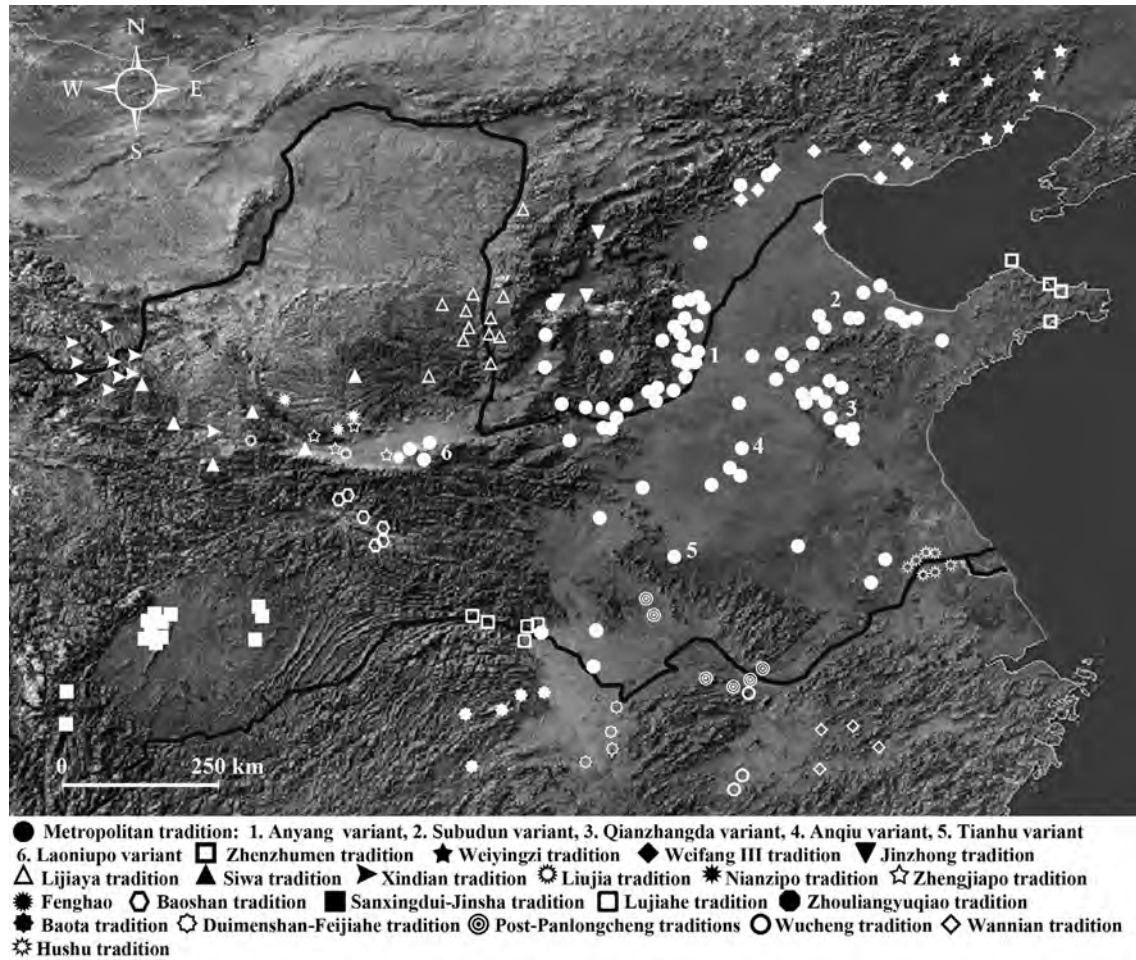 N
W E
S
1
2
3
4
5
6
0 250 km
Metropolitan tradition: 1. Anyang variant, 2. Subudun variant, 3. Qianzhangda variant, 4. Anqiu variant, 5. Tianhu variant
6. Laoniupo variant Zhenzhumen tradition Weiyingzi tradition Weifang III tradition Jinzhong tradition
Lijiaya tradition Siwa tradition Xindian tradition Liujia tradition Nianzipo tradition Zhengjiapo tradition
Fenghao Baoshan tradition Sanxingdui-Jinsha tradition Lujiahe tradition Zhouliangyuqiao tradition
Baota tradition Duimenshan-Feijiahe tradition Post-Panlongcheng traditions Wucheng tradition Wannian tradition
Hushu tradition